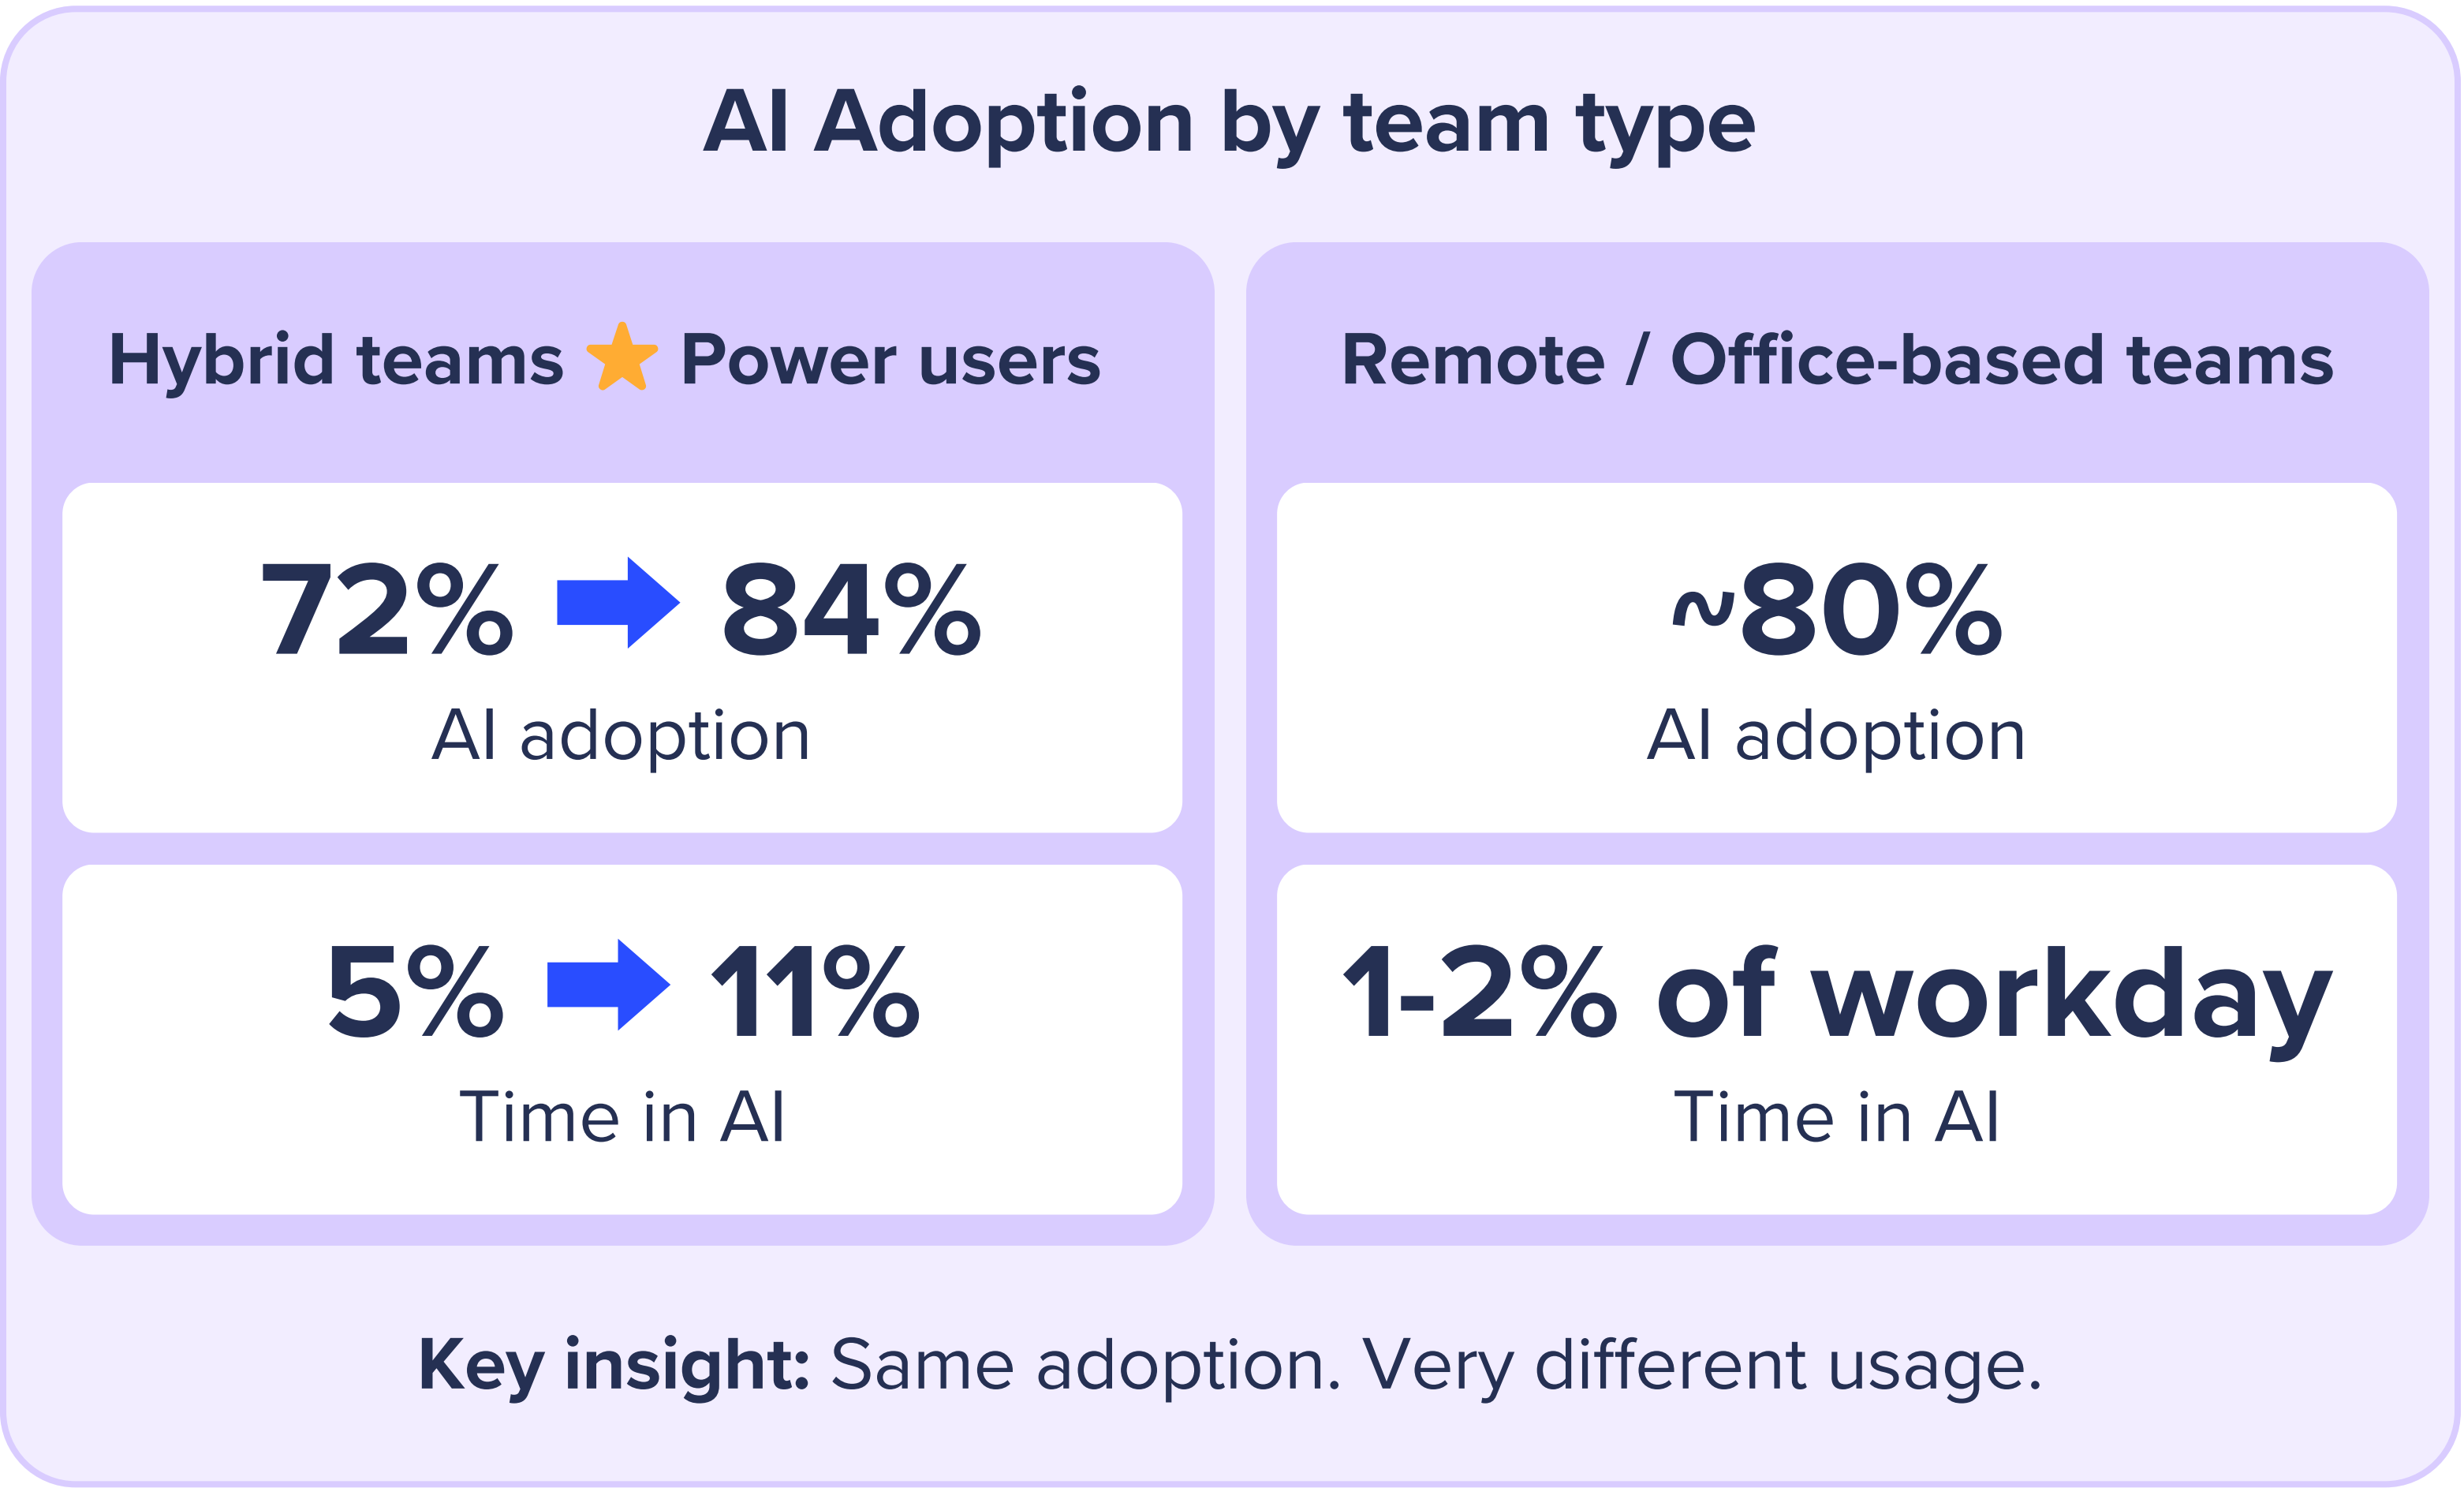 AI Adoption by team type
Hybrid teams ⭐ Power users
72% ➡ 84%
AI adoption
5% ➡ 11%
Time in AI
Remote / Office-based teams
~80%
AI adoption
1-2% of workday
Time in AI
Key insight: Same adoption. Very different usage.